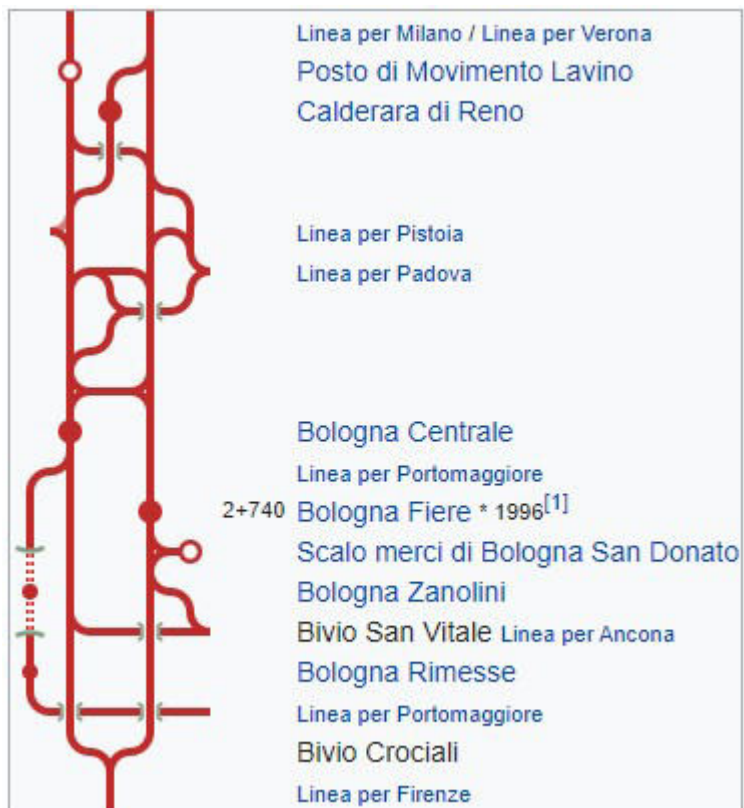 Linea per Milano / Linea per Verona
Posto di Movimento Lavino
Calderara di Reno
Linea per Pistoia
Linea per Padova
Bologna Centrale
Linea per Portomaggiore
2+740 Bologna Fiere * 1996[1]
Scalo merci di Bologna San Donato
Bologna Zanolini
Bivio San Vitale Linea per Ancona
Bologna Rimesse
Linea per Portomaggiore
Bivio Crociali
Linea per Firenze